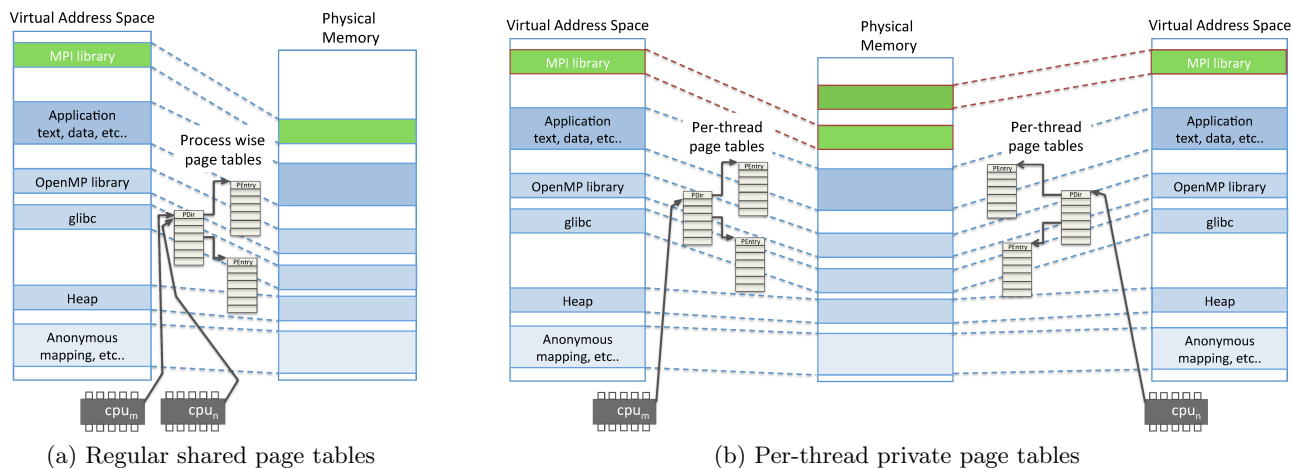 Virtual Address Space
Physical
Memory
MPI library
Application
text, data, etc..
Process wise
page tables
OpenMP library
PEntry
PDir
glibc
PEntry
Heap
Anonymous
mapping, etc..
cpum
cpun
(a) Regular shared page tables
Virtual Address Space
Physical
Memory
Virtual Address Space
MPI library
MPI library
Application
text, data, etc..
Per-thread
page tables
Per-thread
page tables
Application
text, data, etc..
OpenMP library
PEntry
PDir
PEntry
PDir
OpenMP library
glibc
PEntry
PEntry
glibc
Heap
Heap
Anonymous
mapping, etc..
Anonymous
mapping, etc..
cpum
cpun
(b) Per-thread private page tables